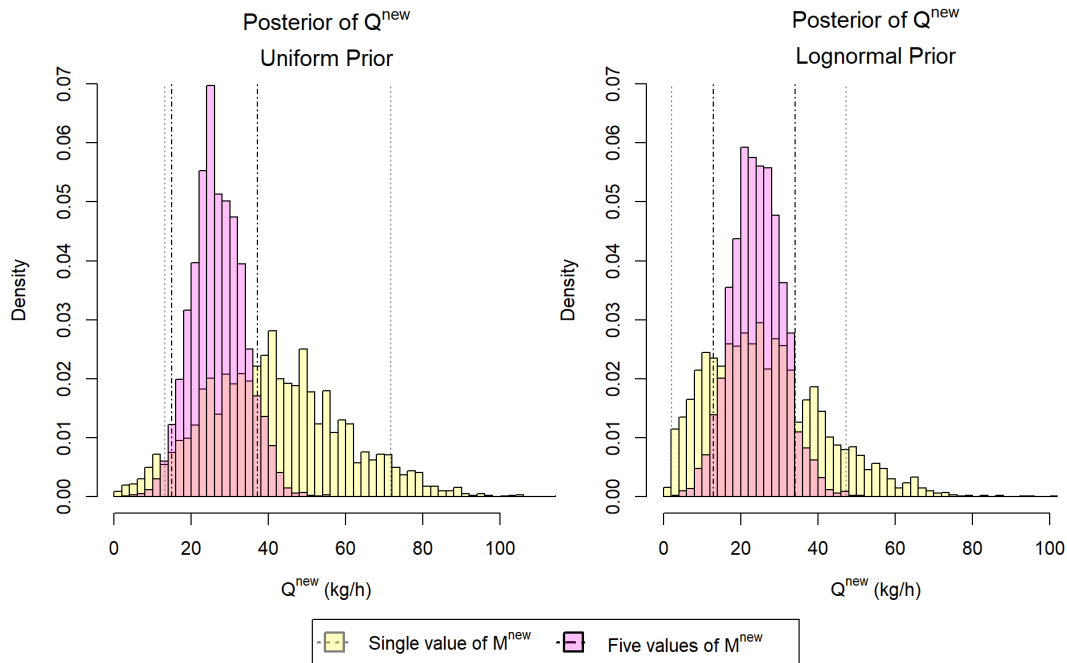 Posterior of Q^new
Uniform Prior
Density
0.00 0.01 0.02 0.03 0.04 0.05 0.06 0.07
0 20 40 60 80 100
Q^new (kg/h)
Posterior of Q^new
Lognormal Prior
Density
0.00 0.01 0.02 0.03 0.04 0.05 0.06 0.07
0 20 40 60 80 100
Q^new (kg/h)
Single value of M^new Five values of M^new